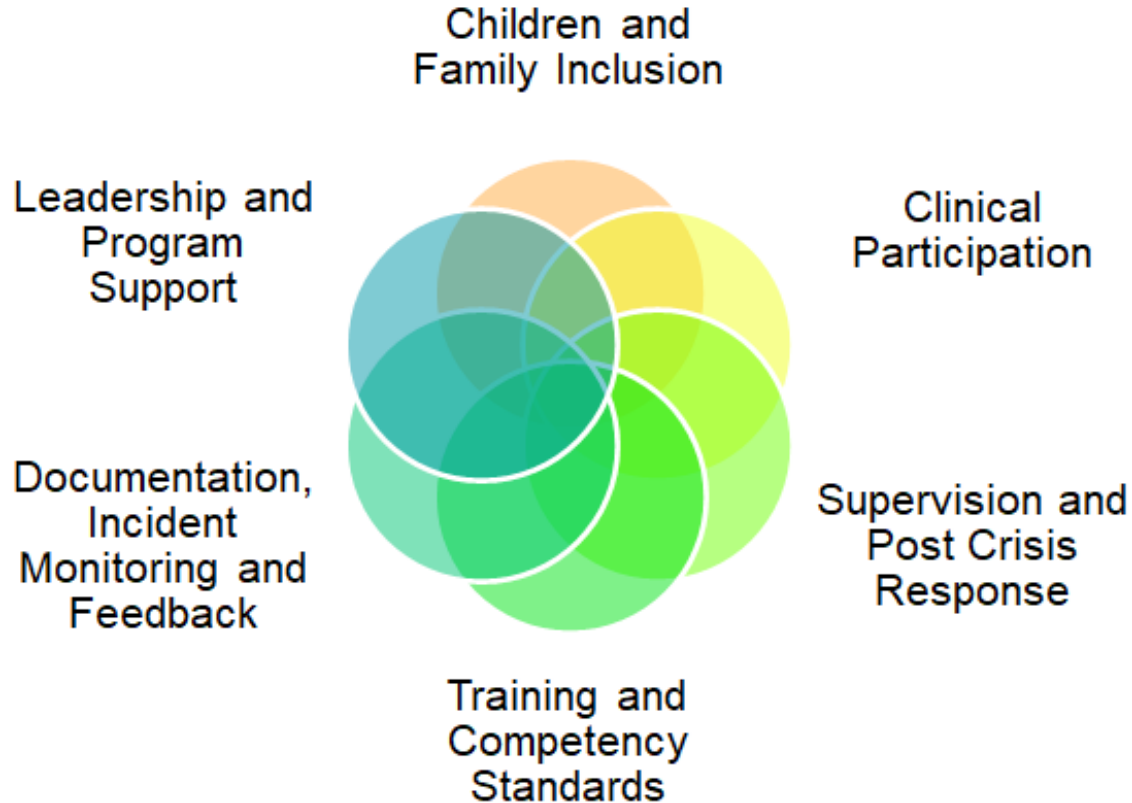 Children and
Family Inclusion
Leadership and
Program
Support
Clinical
Participation
Documentation,
Incident
Monitoring and
Feedback
Supervision and
Post Crisis
Response
Training and
Competency
Standards